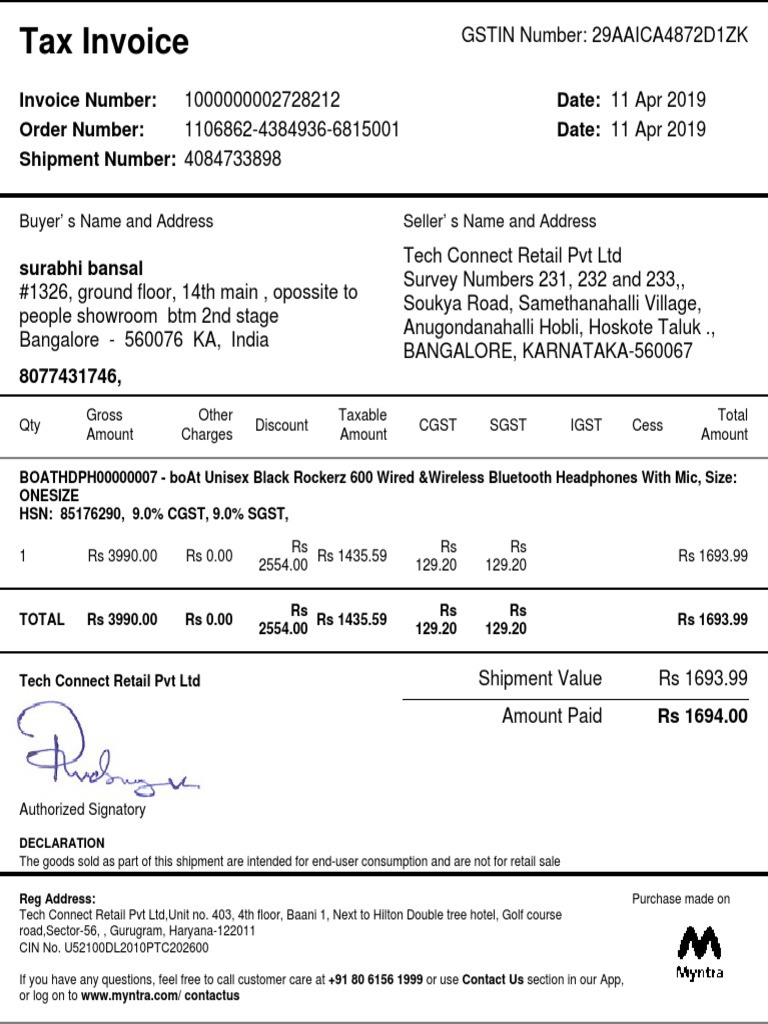 Tax Invoice
GSTIN Number: 29AAICA4872D1ZK
Invoice Number: 1000000002728212 Date: 11 Apr 2019
Order Number: 1106862-4384936-6815001 Date: 11 Apr 2019
Shipment Number: 4084733898
Buyer' s Name and Address
surabhi bansal
#1326, ground floor, 14th main , opossite to
people showroom btm 2nd stage
Bangalore - 560076 KA, India
8077431746,
Seller' s Name and Address
Tech Connect Retail Pvt Ltd
Survey Numbers 231, 232 and 233,,
Soukya Road, Samethanahalli Village,
Anugondanahalli Hobli, Hoskote Taluk .,
BANGALORE, KARNATAKA-560067
Qty Gross Amount Other Charges Discount Taxable Amount CGST SGST IGST Cess Total Amount
BOATHDPH00000007 - boAt Unisex Black Rockerz 600 Wired &Wireless Bluetooth Headphones With Mic, Size:
ONESIZE
HSN: 85176290, 9.0% CGST, 9.0% SGST,
1 Rs 3990.00 Rs 0.00 Rs 2554.00 Rs 1435.59 Rs 129.20 Rs 129.20 Rs 1693.99
TOTAL Rs 3990.00 Rs 0.00 Rs 2554.00 Rs 1435.59 Rs 129.20 Rs 129.20 Rs 1693.99
Tech Connect Retail Pvt Ltd
Shipment Value Rs 1693.99
Amount Paid Rs 1694.00
Authorized Signatory
DECLARATION
The goods sold as part of this shipment are intended for end-user consumption and are not for retail sale
Reg Address:
Tech Connect Retail Pvt Ltd,Unit no. 403, 4th floor, Baani 1, Next to Hilton Double tree hotel, Golf course
road,Sector-56, , Gurugram, Haryana-122011
CIN No. U52100DL2010PTC202600
Purchase made on
Myntra
If you have any questions, feel free to call customer care at +91 80 6156 1999 or use Contact Us section in our App,
or log on to www.myntra.com/ contactus